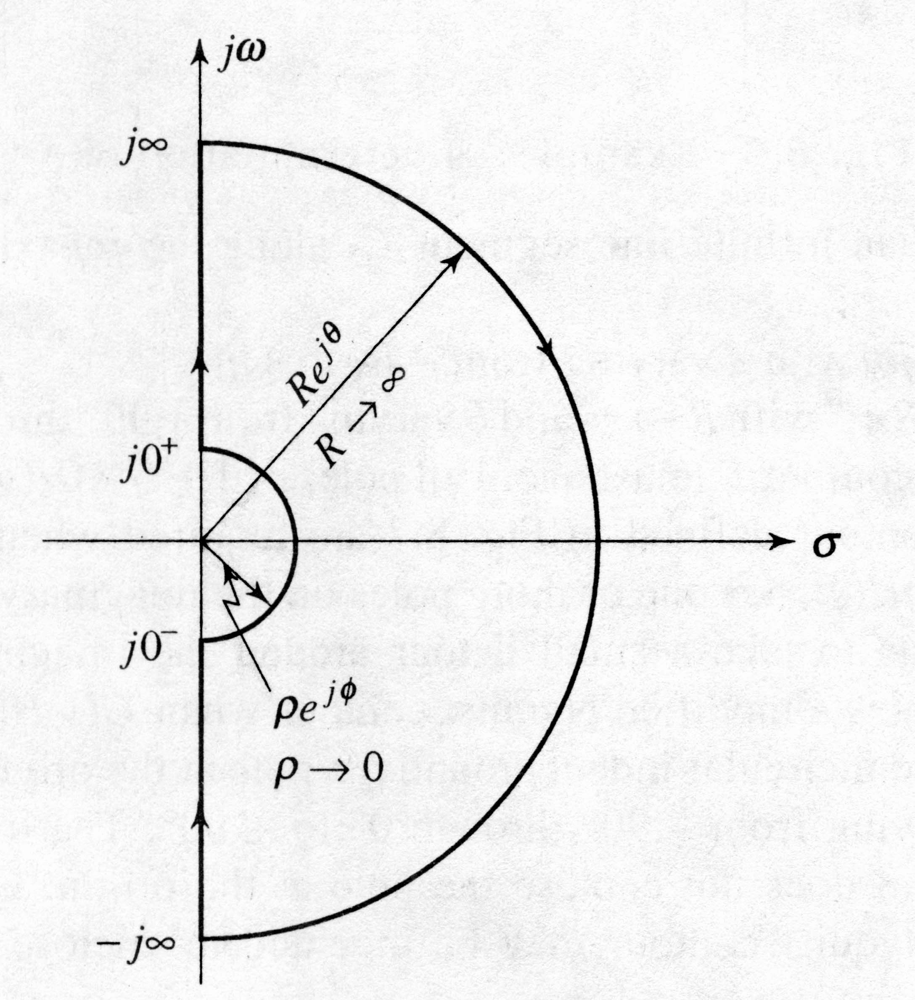 jω
j∞
Re^{jθ}
R → ∞
j0⁺
σ
j0⁻
ρe^{jϕ}
ρ → 0
− j∞